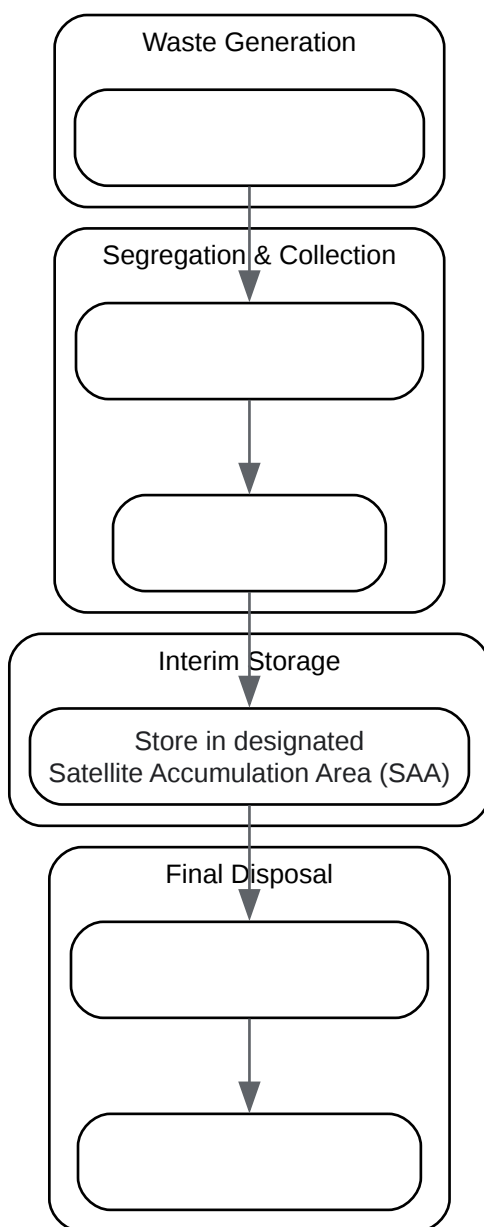 Waste Generation
Segregation & Collection
Interim Storage
Store in designated
Satellite Accumulation Area (SAA)
Final Disposal